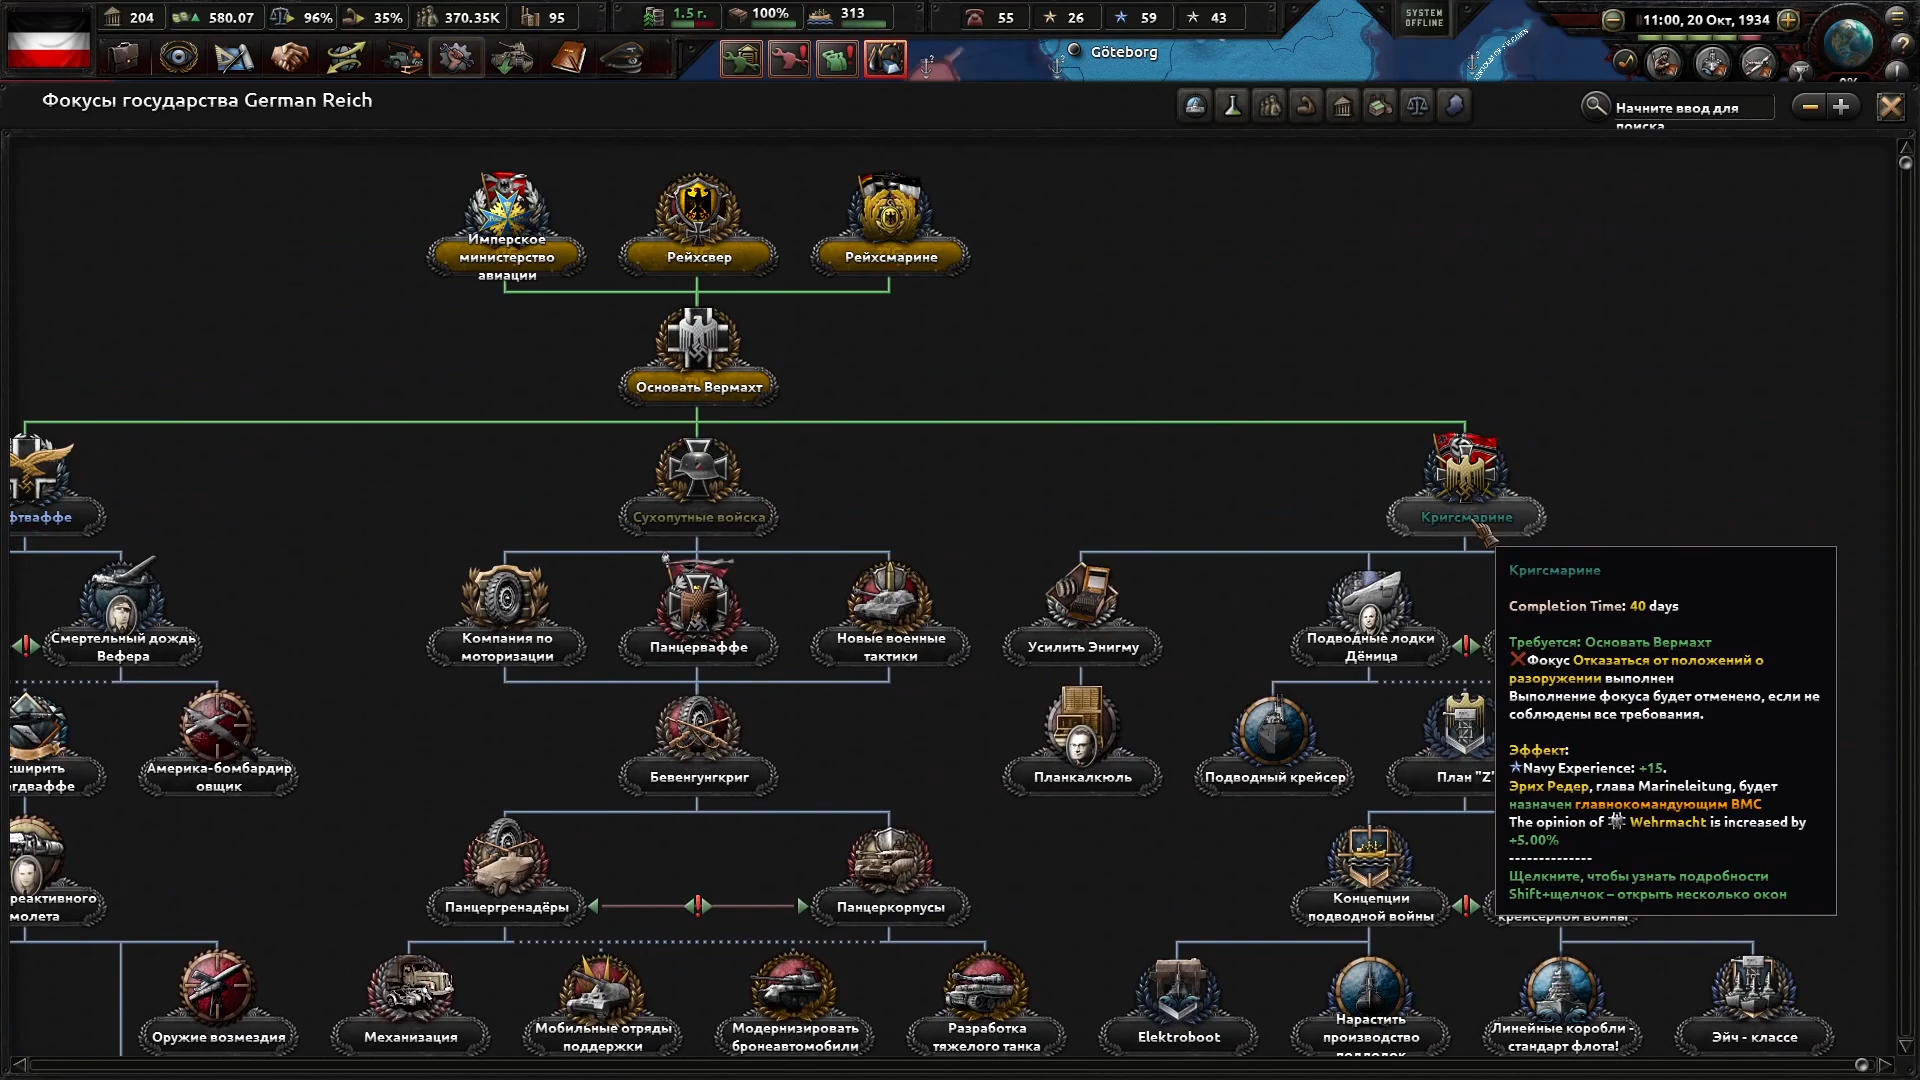 204
580.07
96%
35%
370.35K
95
1.5 г.
100%
313
55
26
59
43
SYSTEM
OFFLINE
11:00, 20 Окт, 1934
Göteborg
Фокусы государства German Reich
Начните ввод для
поиска
Имперское
министерство
авиации
Рейхсвер
Рейхсмарине
Основать Вермахт
фтваффе
Сухопутные войска
Кригсмарине
Смертельный дождь
Вефера
Компания по
моторизации
Панцерваффе
Новые военные
тактики
Усилить Энигму
Подводные лодки
Дёница
сширить
гдваффе
Америка-бомбардир
овщик
Бевенгунгкриг
Планкалкюль
Подводный крейсер
План "Z"
реактивного
молета
Панцергренадёры
Панцеркорпусы
Концепции
подводной войны
крейсерной войны
Оружие возмездия
Механизация
Мобильные отряды
поддержки
Модернизировать
бронеавтомобили
Разработка
тяжелого танка
Elektroboot
Нарастить
производство
подлодок
Линейные коробли -
стандарт флота!
Эйч - классе
Кригсмарине
Completion Time: 40 days
Требуется: Основать Вермахт
Фокус Отказаться от положений о
разоружении выполнен
Выполнение фокуса будет отменено, если не
соблюдены все требования.
Эффект:
Navy Experience: +15.
Эрих Редер, глава Marineleitung, будет
назначен главнокомандующим ВМС
The opinion of Wehrmacht is increased by
+5.00%
--------------
Щелкните, чтобы узнать подробности
Shift+щелчок – открыть несколько окон